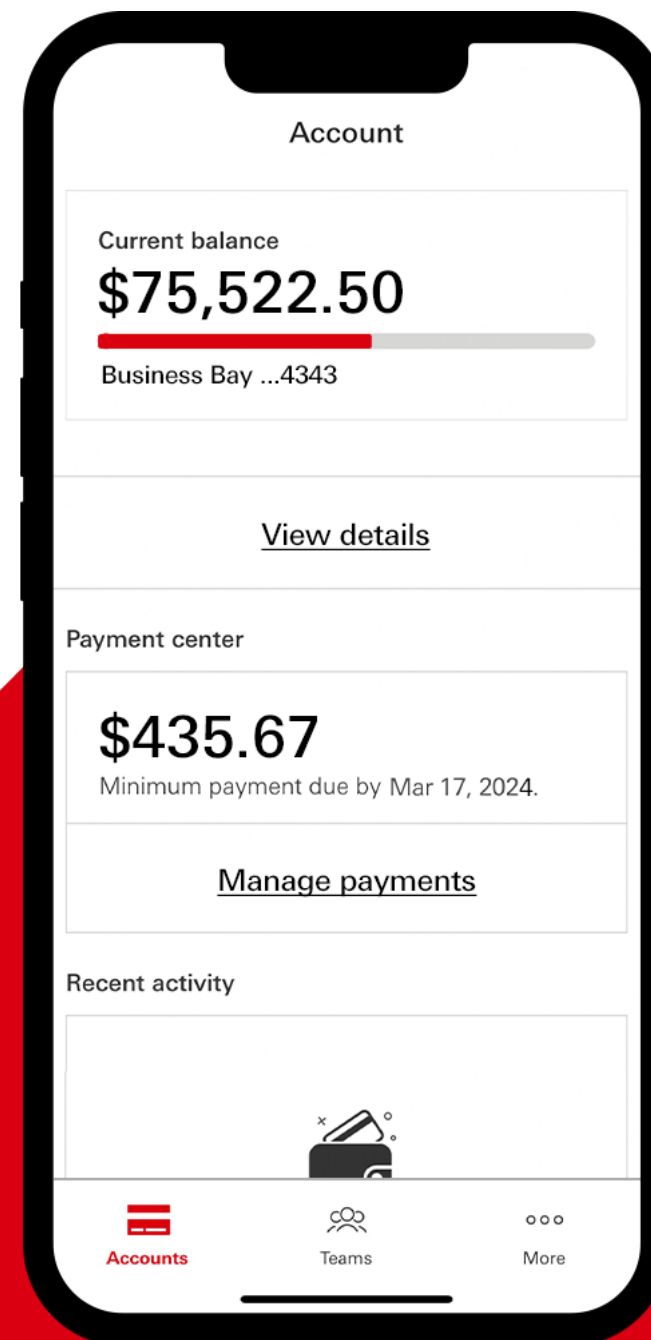 Account
Current balance
$75,522.50
Business Bay ...4343
View details
Payment center
$435.67
Minimum payment due by Mar 17, 2024.
Manage payments
Recent activity
Accounts
Teams
More